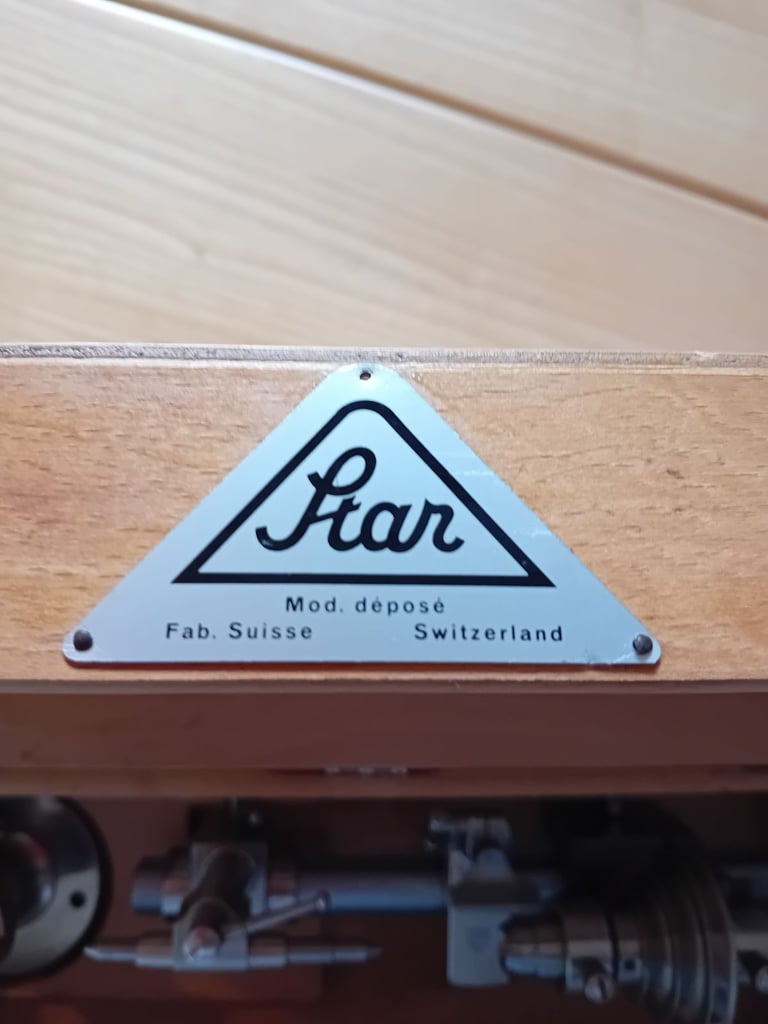 Star
Mod. déposé
Fab. Suisse Switzerland